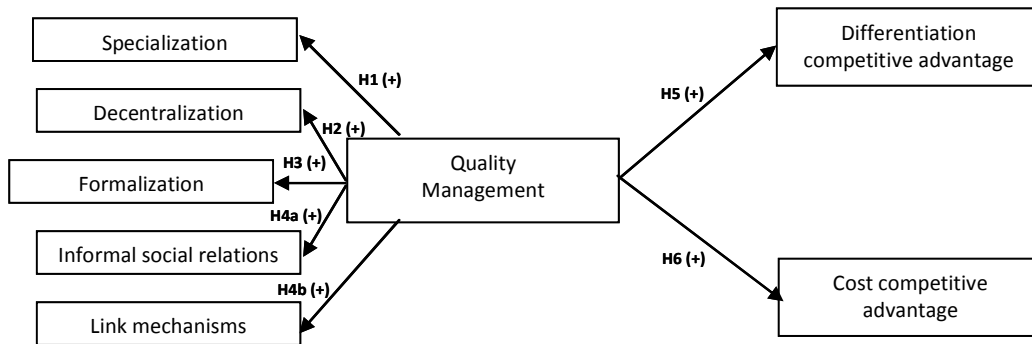 Specialization
H1 (+)
Decentralization
H2 (+)
H3 (+)
Formalization
H4a (+)
Informal social relations
H4b (+)
Link mechanisms
Quality
Management
Differentiation
competitive advantage
H5 (+)
H6 (+)
Cost competitive
advantage